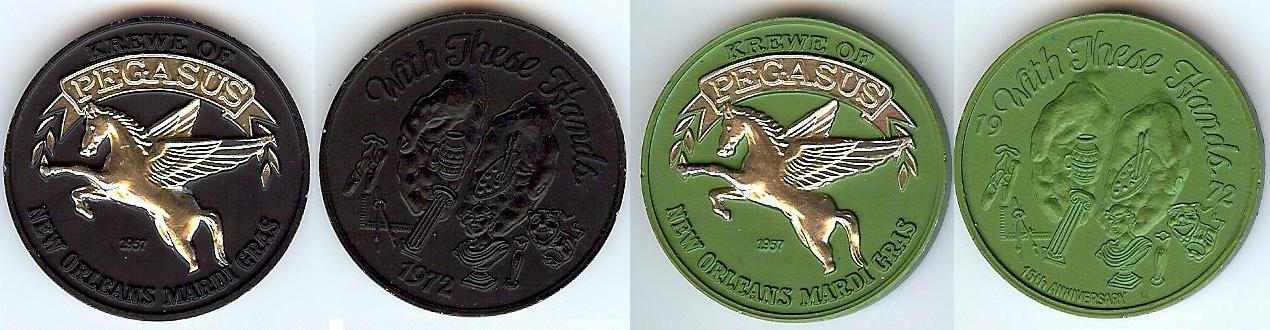 KREWE OF
PEGASUS
1957
NEW ORLEANS MARDI GRAS
With These Hands.
1972
KREWE OF
PEGASUS
1957
NEW ORLEANS MARDI GRAS
19 With These Hands. 72
15th ANNIVERSARY